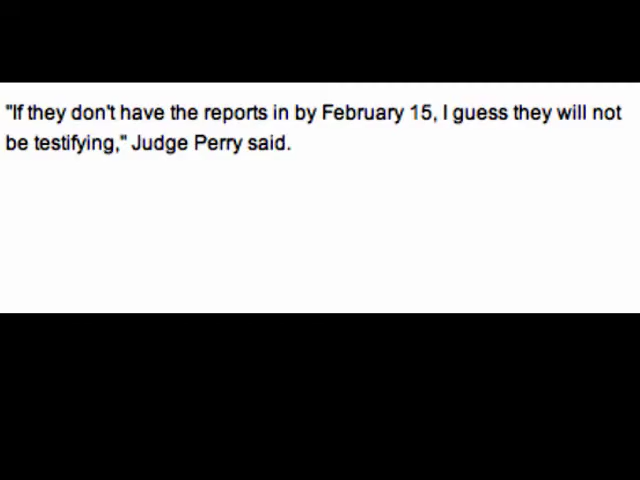 "If they don't have the reports in by February 15, I guess they will not
be testifying," Judge Perry said.